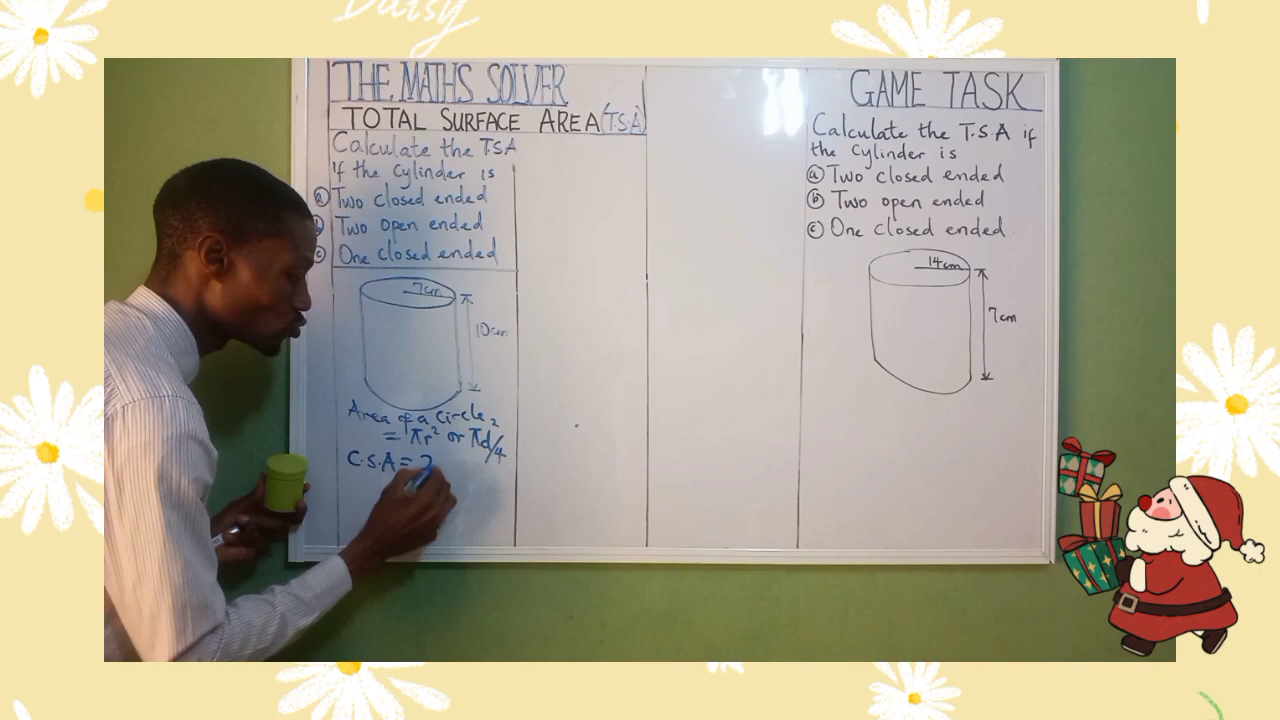 Daisy
THE MATHS SOLVER
TOTAL SURFACE AREA (T.S.A)
Calculate the TSA
if the cylinder is
ⓐ Two closed ended
ⓑ Two open ended
ⓒ One closed ended
7cm
10cm
Area of a circle
= πr² or πd²/4
C.S.A = 2
GAME TASK
Calculate the T.S.A if
the cylinder is
ⓐ Two closed ended
ⓑ Two open ended
ⓒ One closed ended.
14cm
7cm